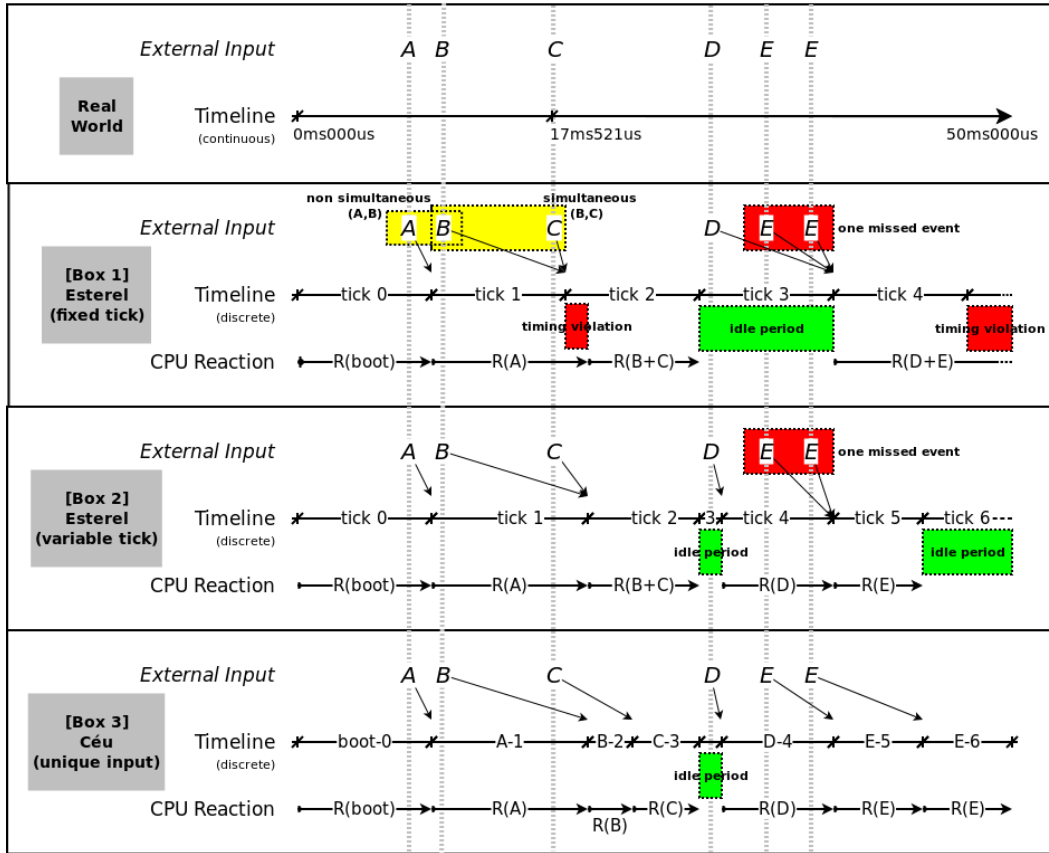 External Input A B C D E E
Real
World
Timeline
(continuous)
0ms000us 17ms521us 50ms000us
non simultaneous
(A,B)
simultaneous
(B,C)
External Input A B C D E E one missed event
[Box 1]
Esterel
(fixed tick)
Timeline tick 0 tick 1 tick 2 tick 3 tick 4
(discrete)
timing violation idle period timing violation
CPU Reaction R(boot) R(A) R(B+C) R(D+E)
External Input A B C D E E one missed event
[Box 2]
Esterel
(variable tick)
Timeline tick 0 tick 1 tick 2 3 tick 4 tick 5 tick 6
(discrete)
idle period idle period
CPU Reaction R(boot) R(A) R(B+C) R(D) R(E)
External Input A B C D E E
[Box 3]
Céu
(unique input)
Timeline boot-0 A-1 B-2 C-3 D-4 E-5 E-6
(discrete)
idle period
CPU Reaction R(boot) R(A) R(B) R(C) R(D) R(E) R(E)